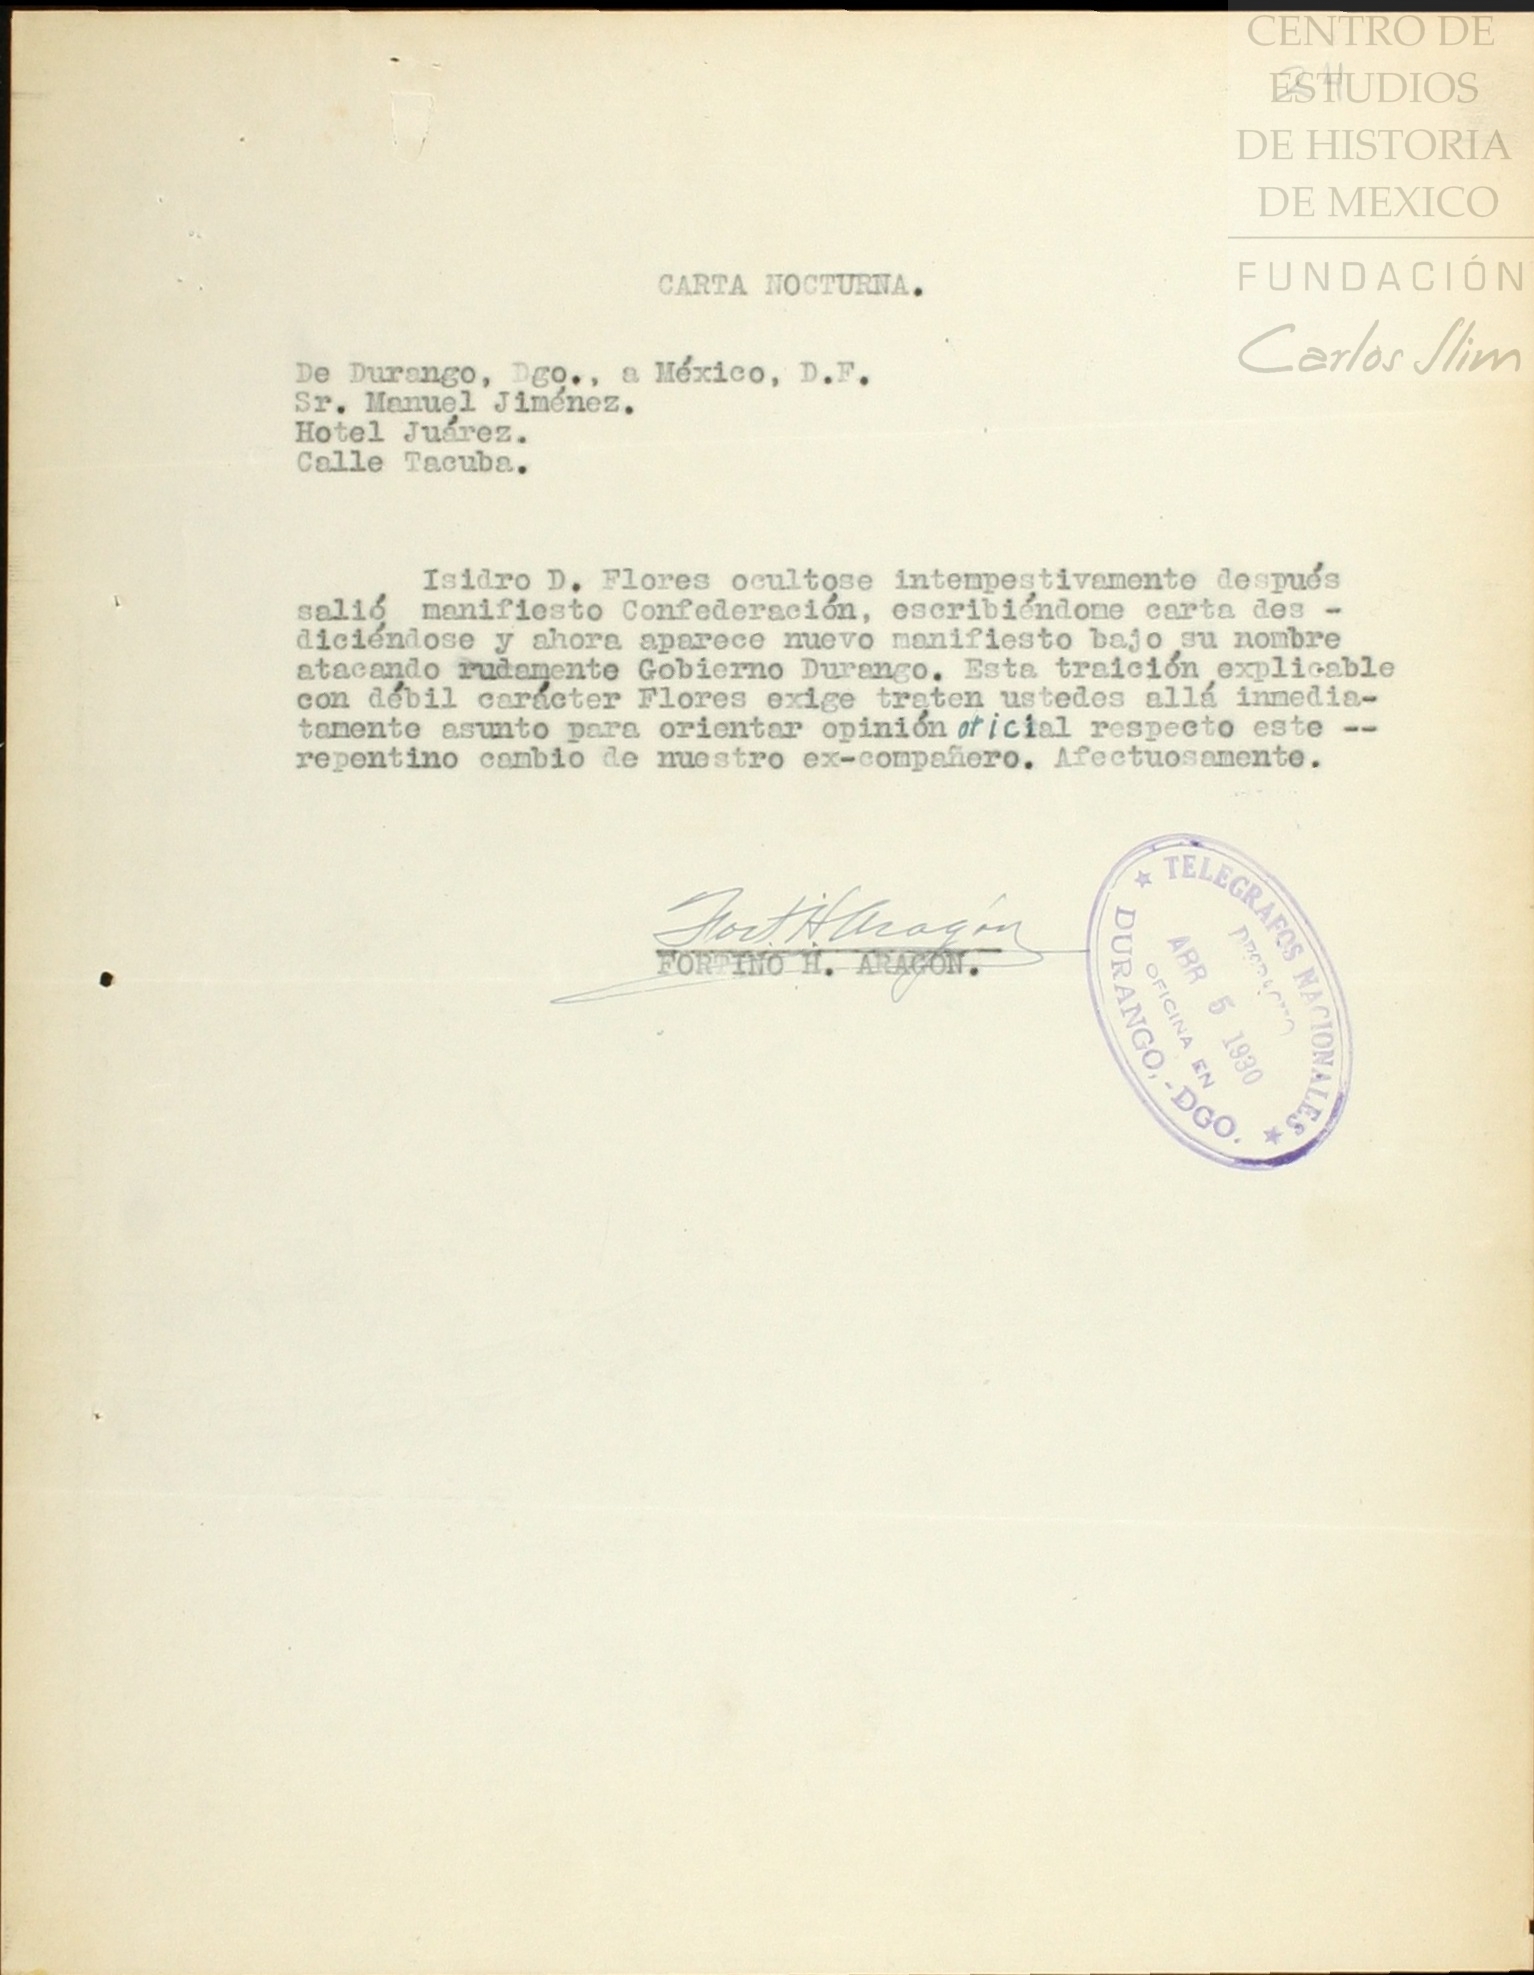 CENTRO DE
ESTUDIOS
DE HISTORIA
DE MEXICO
FUNDACIÓN
Carlos Slim
24
CARTA NOCTURNA.
De Durango, Dgo., a México, D.F.
Sr. Manuel Jiménez.
Hotel Juárez.
Calle Tacuba.
Isidro D. Flores ocultose intempestivamente después
salió manifiesto Confederación, escribiéndome carta des -
diciéndose y ahora aparece nuevo manifiesto bajo su nombre
atacando rudamente Gobierno Durango. Esta traición explicable
con débil carácter Flores exige traten ustedes allá inmedia-
tamente asunto para orientar opinión oficial respecto este --
repentino cambio de nuestro ex-compañero. Afectuosamente.
Fort. H. Aragón
FORTINO H. ARAGON.
★ TELEGRAFOS NACIONALES ★
ABR 5 1930
OFICINA EN
DURANGO,-DGO.